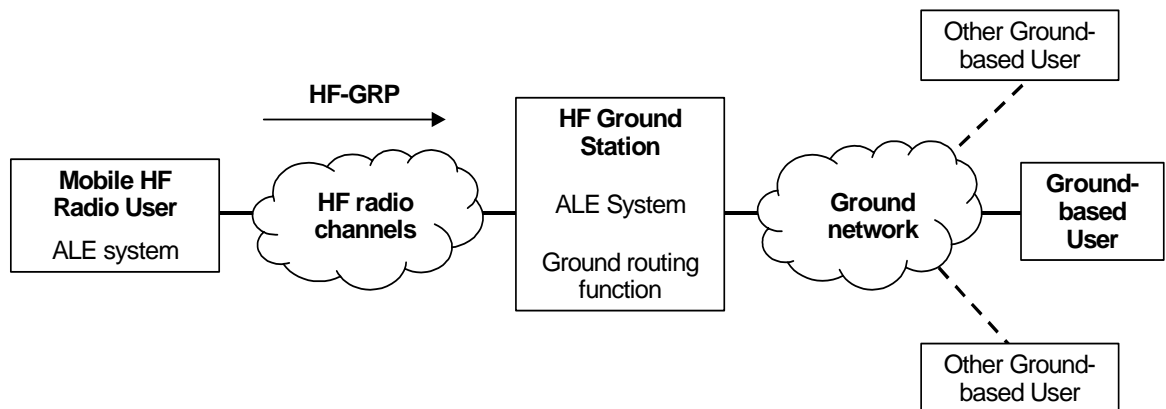 Other Ground-
based User
HF-GRP
HF Ground
Station
ALE System
Ground routing
function
Mobile HF
Radio User
ALE system
HF radio
channels
Ground
network
Ground-
based
User
Other Ground-
based User